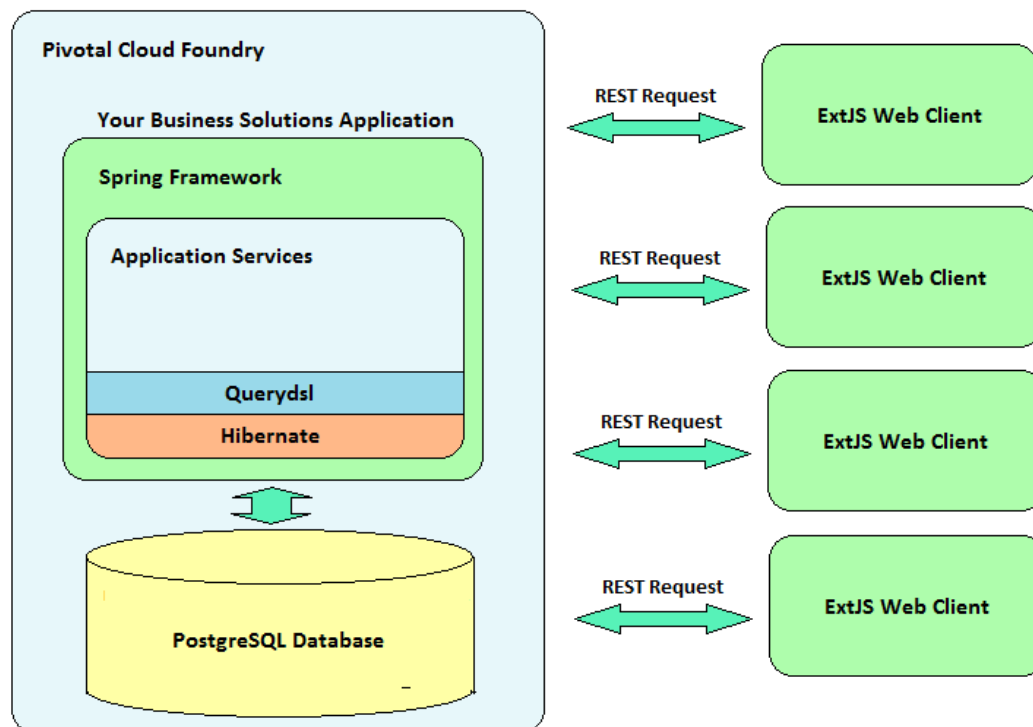 Pivotal Cloud Foundry
Your Business Solutions Application
Spring Framework
Application Services
Querydsl
Hibernate
PostgreSQL Database
REST Request
ExtJS Web Client
REST Request
ExtJS Web Client
REST Request
ExtJS Web Client
REST Request
ExtJS Web Client